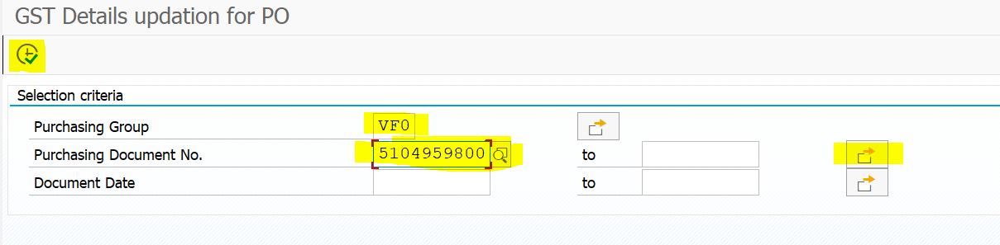 GST Details updation for PO
Selection criteria
Purchasing Group VF0
Purchasing Document No. 5104959800 to
Document Date to